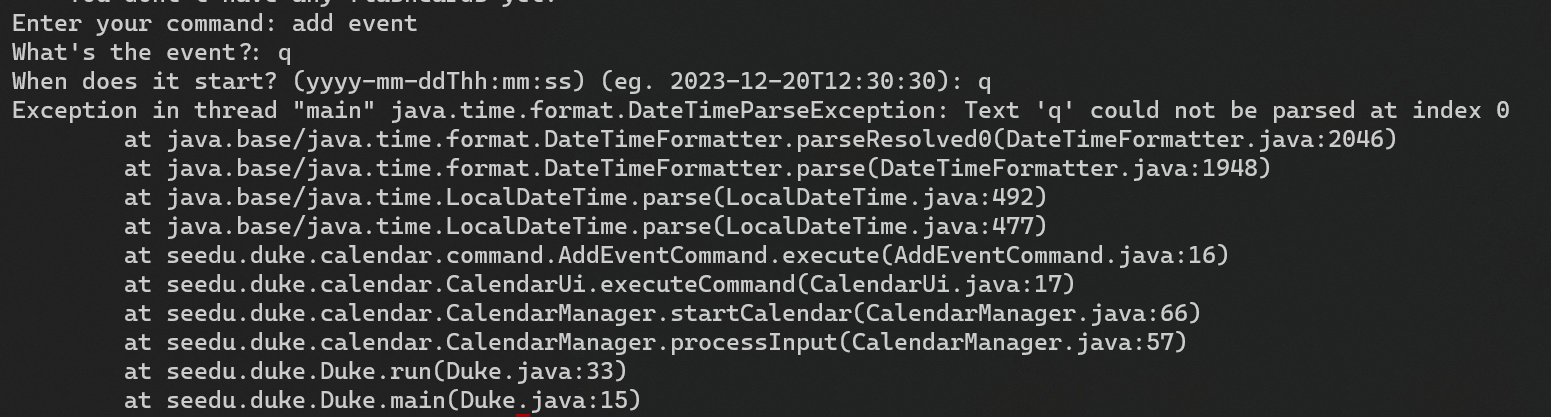 Enter your command: add event
What's the event?: q
When does it start? (yyyy-mm-ddThh:mm:ss) (eg. 2023-12-20T12:30:30): q
Exception in thread "main" java.time.format.DateTimeParseException: Text 'q' could not be parsed at index 0
        at java.base/java.time.format.DateTimeFormatter.parseResolved0(DateTimeFormatter.java:2046)
        at java.base/java.time.format.DateTimeFormatter.parse(DateTimeFormatter.java:1948)
        at java.base/java.time.LocalDateTime.parse(LocalDateTime.java:492)
        at java.base/java.time.LocalDateTime.parse(LocalDateTime.java:477)
        at seedu.duke.calendar.command.AddEventCommand.execute(AddEventCommand.java:16)
        at seedu.duke.calendar.CalendarUi.executeCommand(CalendarUi.java:17)
        at seedu.duke.calendar.CalendarManager.startCalendar(CalendarManager.java:66)
        at seedu.duke.calendar.CalendarManager.processInput(CalendarManager.java:57)
        at seedu.duke.Duke.run(Duke.java:33)
        at seedu.duke.Duke.main(Duke.java:15)